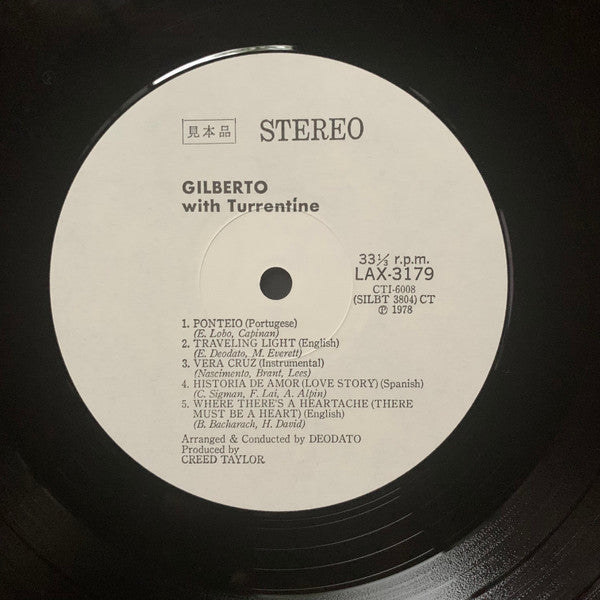 見本品 STEREO
GILBERTO
with Turrentine
33⅓ r.p.m.
LAX-3179
CTI-6008
(SILBT 3804) CT
℗ 1978
1. PONTEIO (Portugese)
(E. Lobo, Capinan)
2. TRAVELING LIGHT (English)
(E. Deodato, M. Everett)
3. VERA CRUZ (Instrumental)
(Nascimento, Brant, Lees)
4. HISTORIA DE AMOR (LOVE STORY) (Spanish)
(C. Sigman, F. Lai, A. Alpin)
5. WHERE THERE'S A HEARTACHE (THERE
MUST BE A HEART) (English)
(B. Bacharach, H. David)
Arranged & Conducted by DEODATO
Produced by
CREED TAYLOR